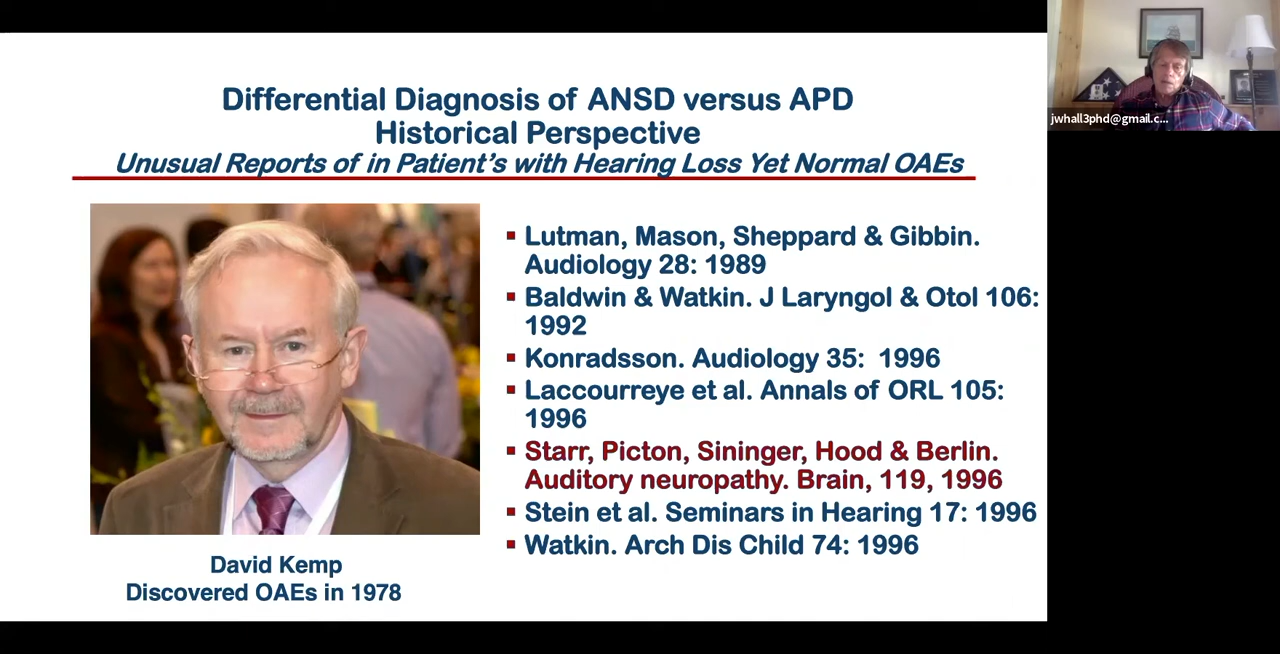 Differential Diagnosis of ANSD versus APD
Historical Perspective
Unusual Reports of in Patient's with Hearing Loss Yet Normal OAEs
▪ Lutman, Mason, Sheppard & Gibbin.
Audiology 28: 1989
▪ Baldwin & Watkin. J Laryngol & Otol 106:
1992
▪ Konradsson. Audiology 35: 1996
▪ Laccourreye et al. Annals of ORL 105:
1996
▪ Starr, Picton, Sininger, Hood & Berlin.
Auditory neuropathy. Brain, 119, 1996
▪ Stein et al. Seminars in Hearing 17: 1996
▪ Watkin. Arch Dis Child 74: 1996
David Kemp
Discovered OAEs in 1978
jwhall3phd@gmail.c...